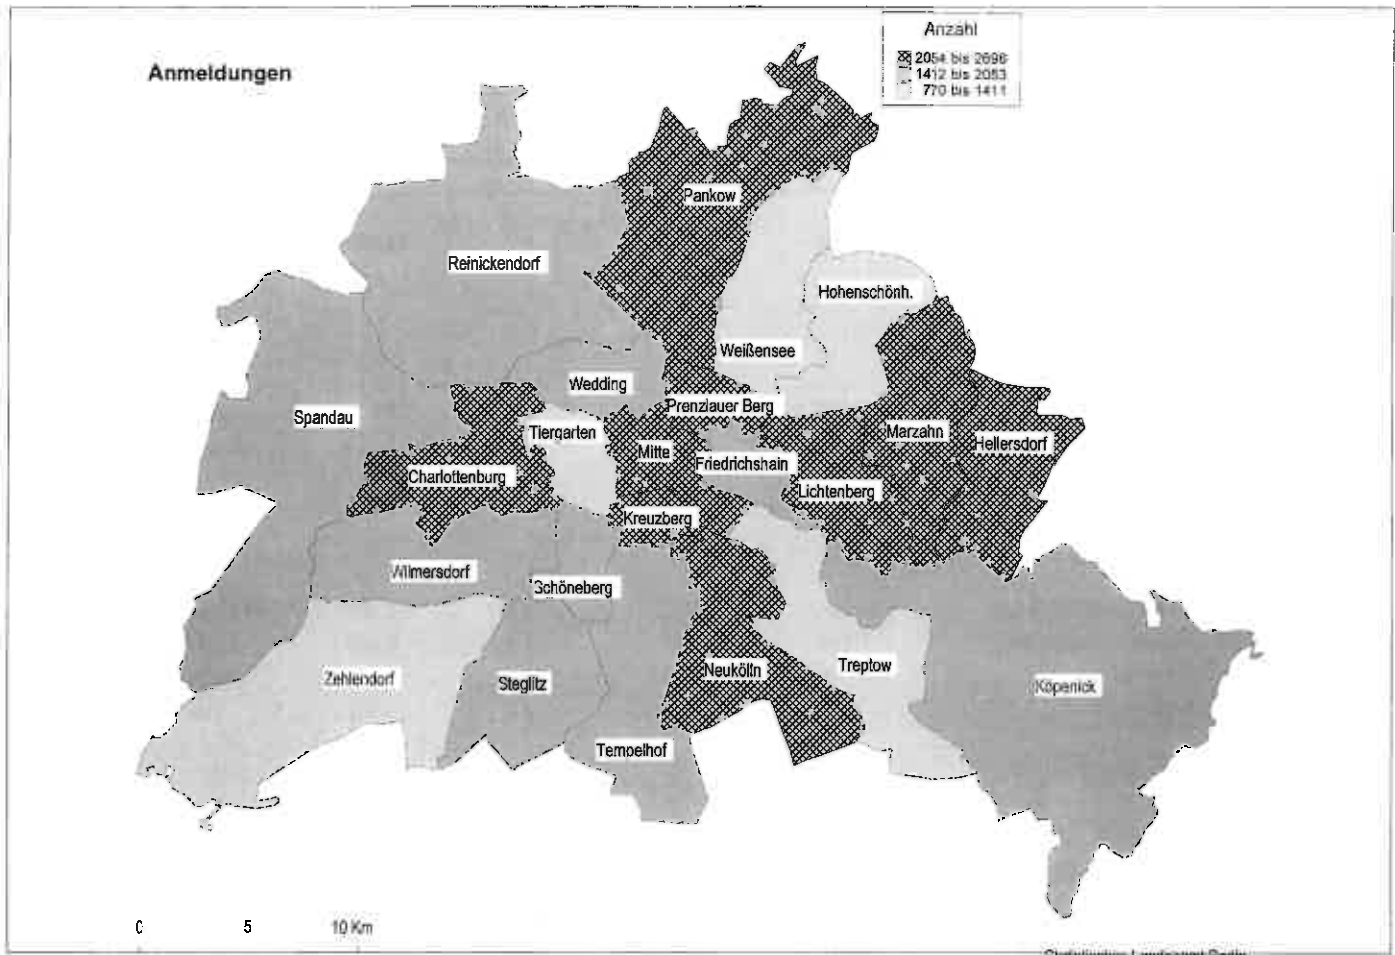 Anzahl
2054 bis 2696
1412 bis 2053
770 bis 1411
Anmeldungen
Pankow
Reinickendorf
Hohenschönh.
Weißensee
Wedding
Prenzlauer Berg
Spandau
Tiergarten
Marzahn
Hellersdorf
Mitte
Friedrichshain
Charlottenburg
Lichtenberg
Kreuzberg
Wilmersdorf
Schöneberg
Treptow
Neukölln
Zehlendorf
Steglitz
Köpenick
Tempelhof
0 5 10 Km